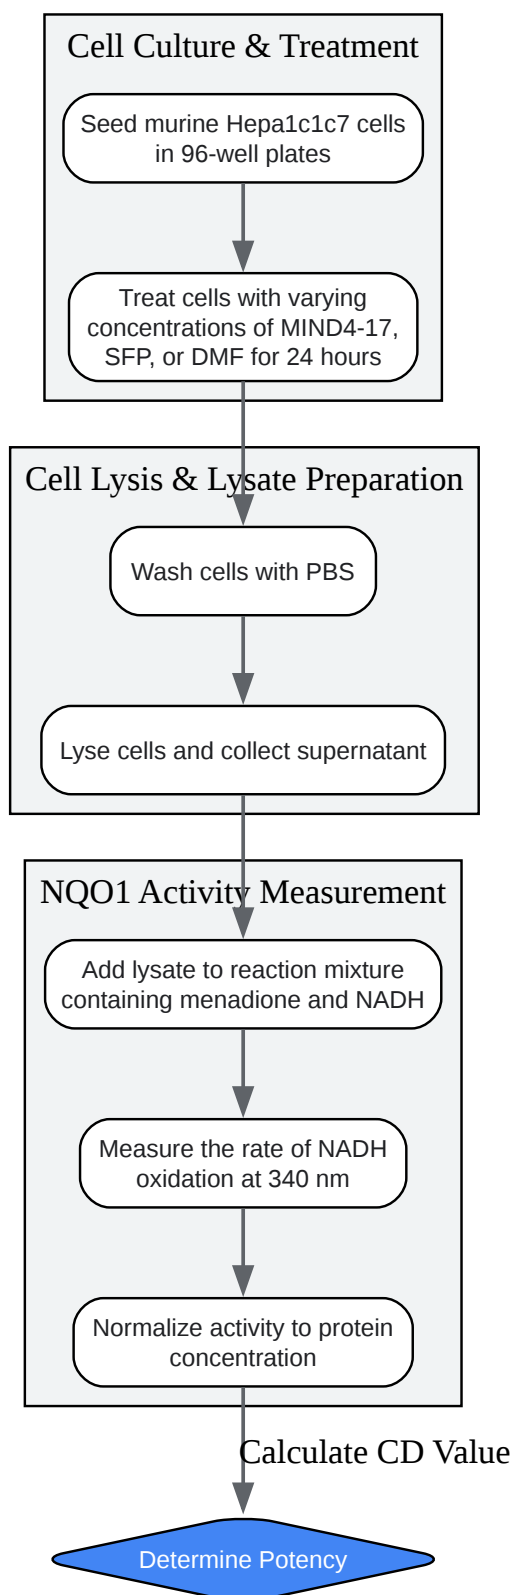 Cell Culture & Treatment
Seed murine Hepa1c1c7 cells
in 96-well plates
Treat cells with varying
concentrations of MIND4-17,
SFP, or DMF for 24 hours
Cell Lysis & Lysate Preparation
Wash cells with PBS
Lyse cells and collect supernatant
NQO1 Activity Measurement
Add lysate to reaction mixture
containing menadione and NADH
Measure the rate of NADH
oxidation at 340 nm
Normalize activity to protein
concentration
Calculate CD Value
Determine Potency